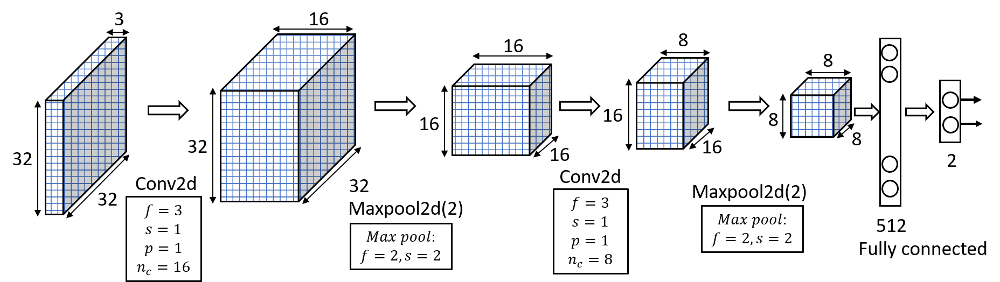 3
32
32
Conv2d
f = 3
s = 1
p = 1
n_c = 16
16
32
32
Maxpool2d(2)
Max pool:
f = 2, s = 2
16
16
16
Conv2d
f = 3
s = 1
p = 1
n_c = 8
8
16
16
Maxpool2d(2)
Max pool:
f = 2, s = 2
8
8
8
512
Fully connected
2